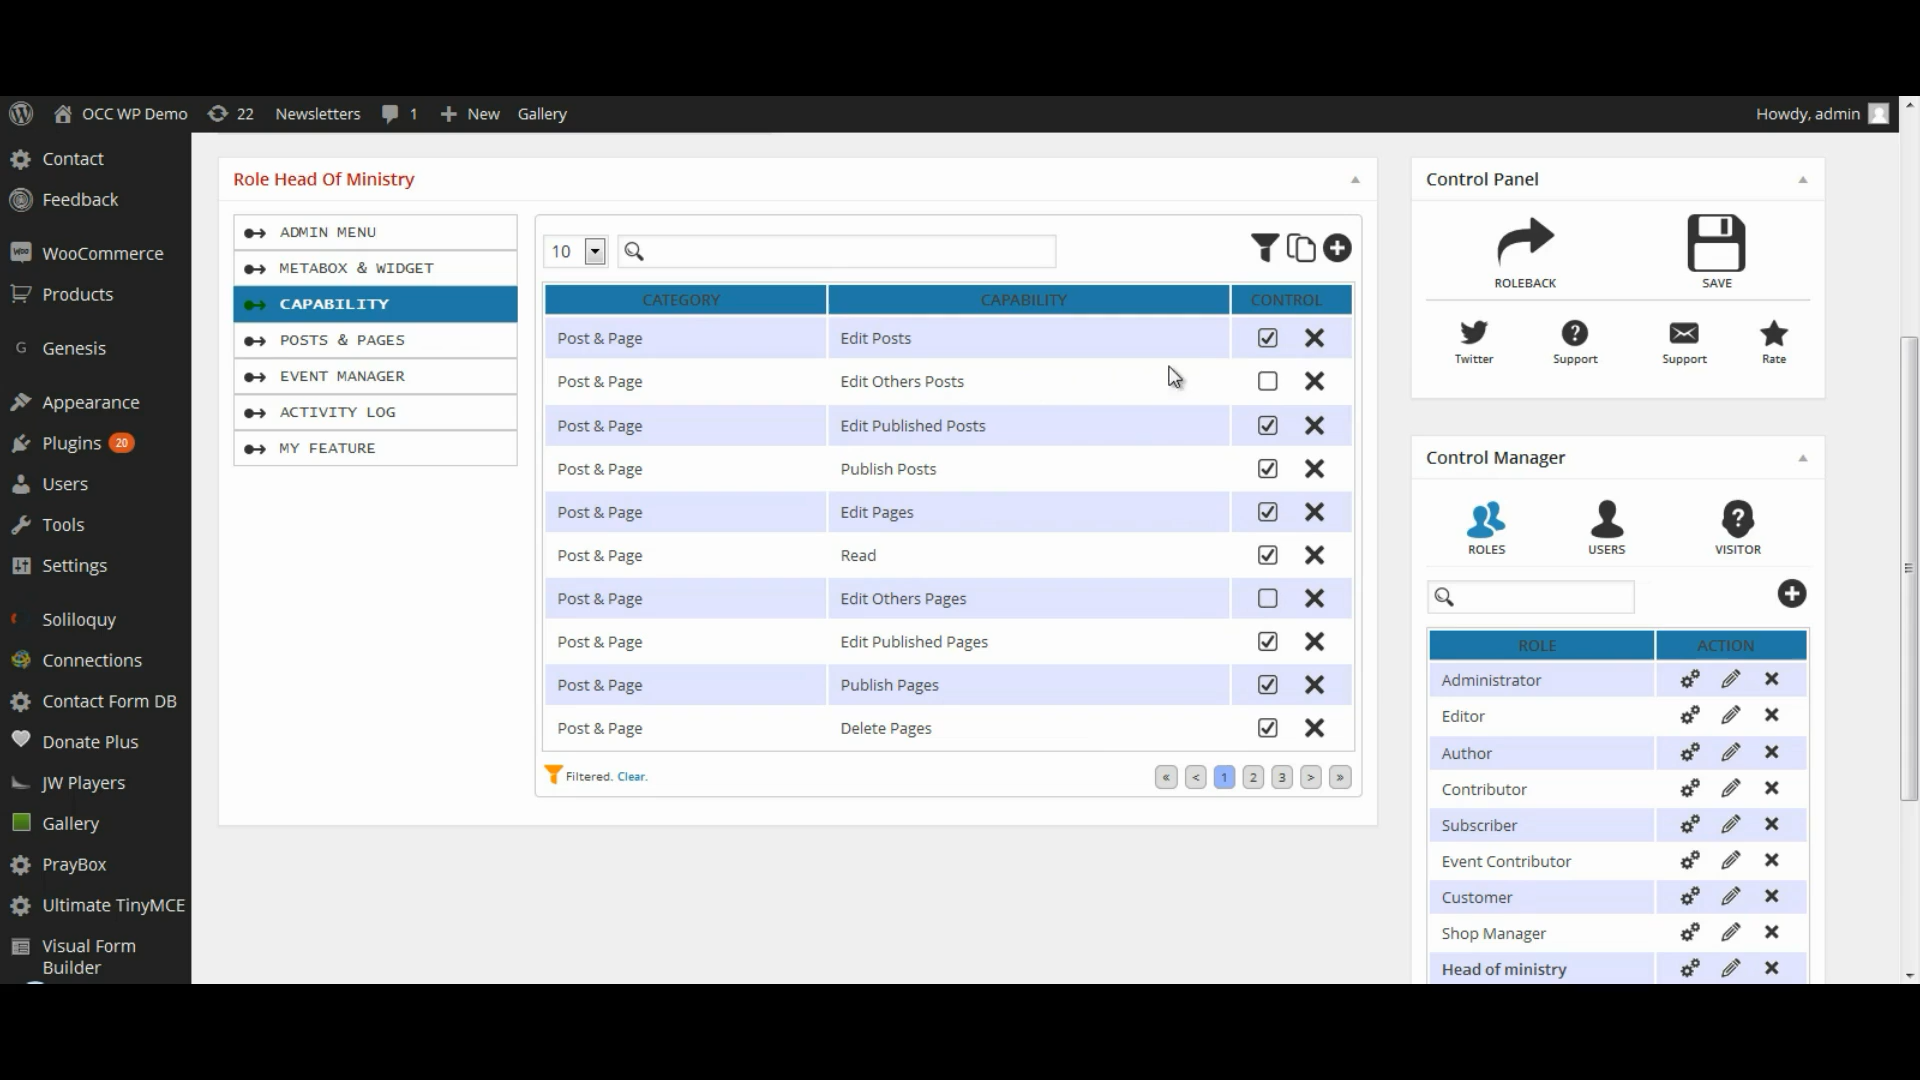 OCC WP Demo 22 Newsletters 1 New Gallery Howdy, admin
Contact
Feedback
WooCommerce
Products
G Genesis
Appearance
Plugins 20
Users
Tools
Settings
Soliloquy
Connections
Contact Form DB
Donate Plus
JW Players
Gallery
PrayBox
Ultimate TinyMCE
Visual Form
Builder
Role Head Of Ministry
ADMIN MENU
METABOX & WIDGET
CAPABILITY
POSTS & PAGES
EVENT MANAGER
ACTIVITY LOG
MY FEATURE
10
CATEGORY CAPABILITY CONTROL
Post & Page Edit Posts
Post & Page Edit Others Posts
Post & Page Edit Published Posts
Post & Page Publish Posts
Post & Page Edit Pages
Post & Page Read
Post & Page Edit Others Pages
Post & Page Edit Published Pages
Post & Page Publish Pages
Post & Page Delete Pages
Filtered. Clear. « < 1 2 3 > »
Control Panel
ROLEBACK SAVE
Twitter Support Support Rate
Control Manager
ROLES USERS VISITOR
ROLE ACTION
Administrator
Editor
Author
Contributor
Subscriber
Event Contributor
Customer
Shop Manager
Head of ministry